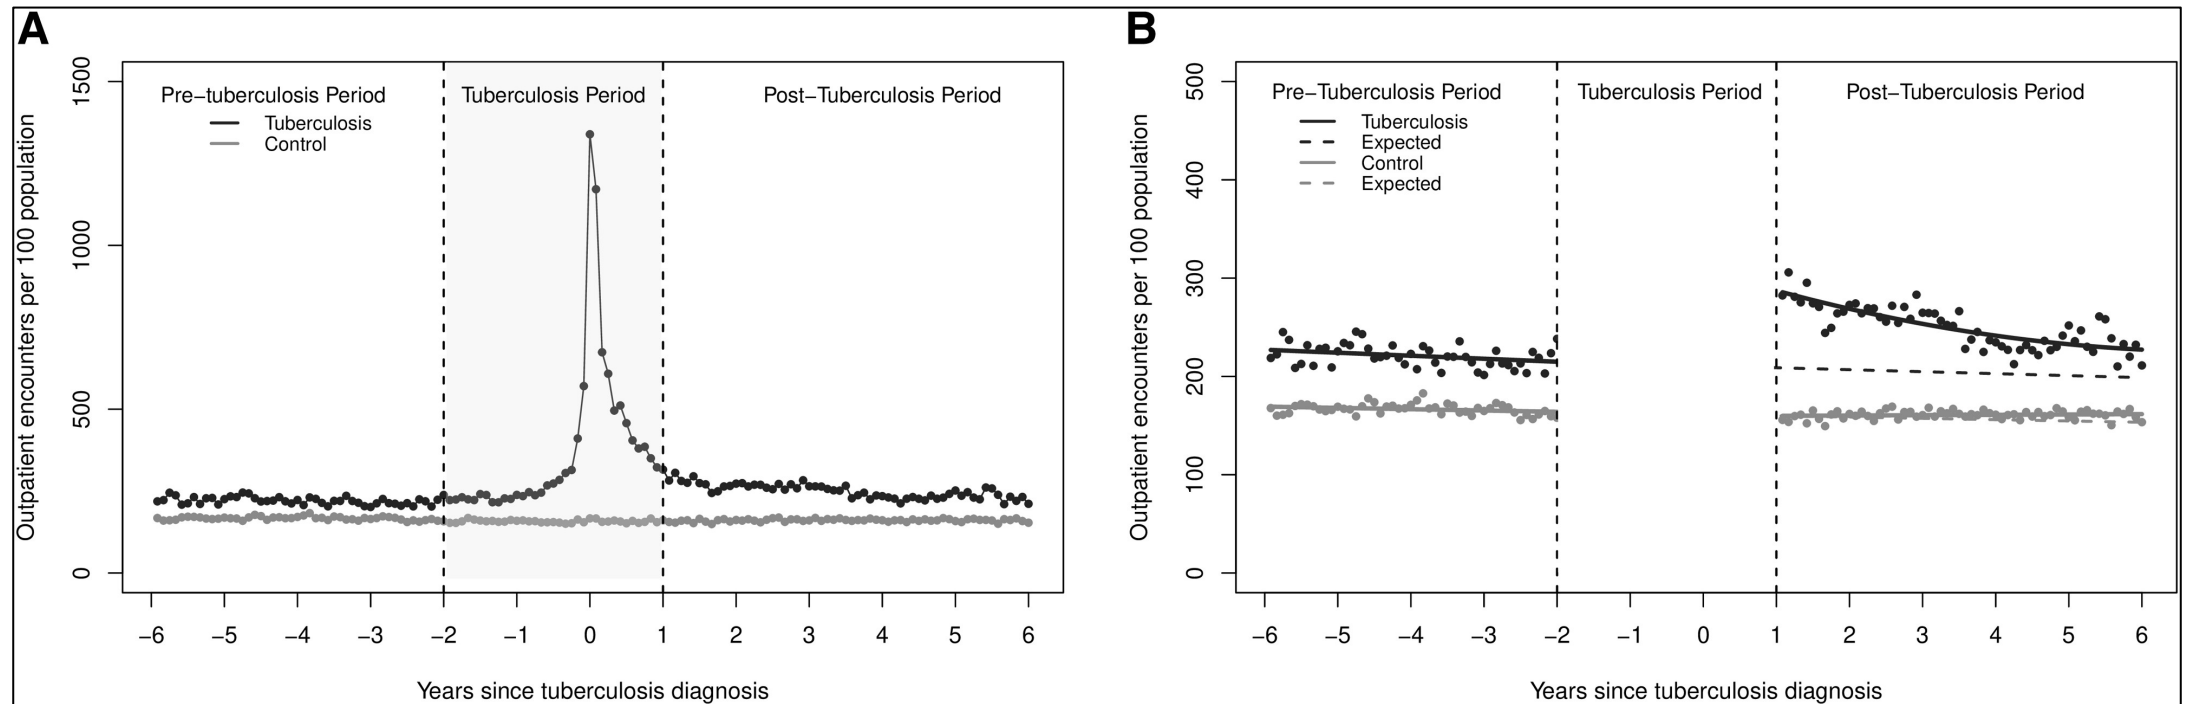 A
Outpatient encounters per 100 population
1500
1000
500
0
Pre−tuberculosis Period
Tuberculosis Period
Post−Tuberculosis Period
Tuberculosis
Control
−6 −5 −4 −3 −2 −1 0 1 2 3 4 5 6
Years since tuberculosis diagnosis
B
Outpatient encounters per 100 population
500
400
300
200
100
0
Pre−Tuberculosis Period
Tuberculosis Period
Post−Tuberculosis Period
Tuberculosis
Expected
Control
Expected
−6 −5 −4 −3 −2 −1 0 1 2 3 4 5 6
Years since tuberculosis diagnosis